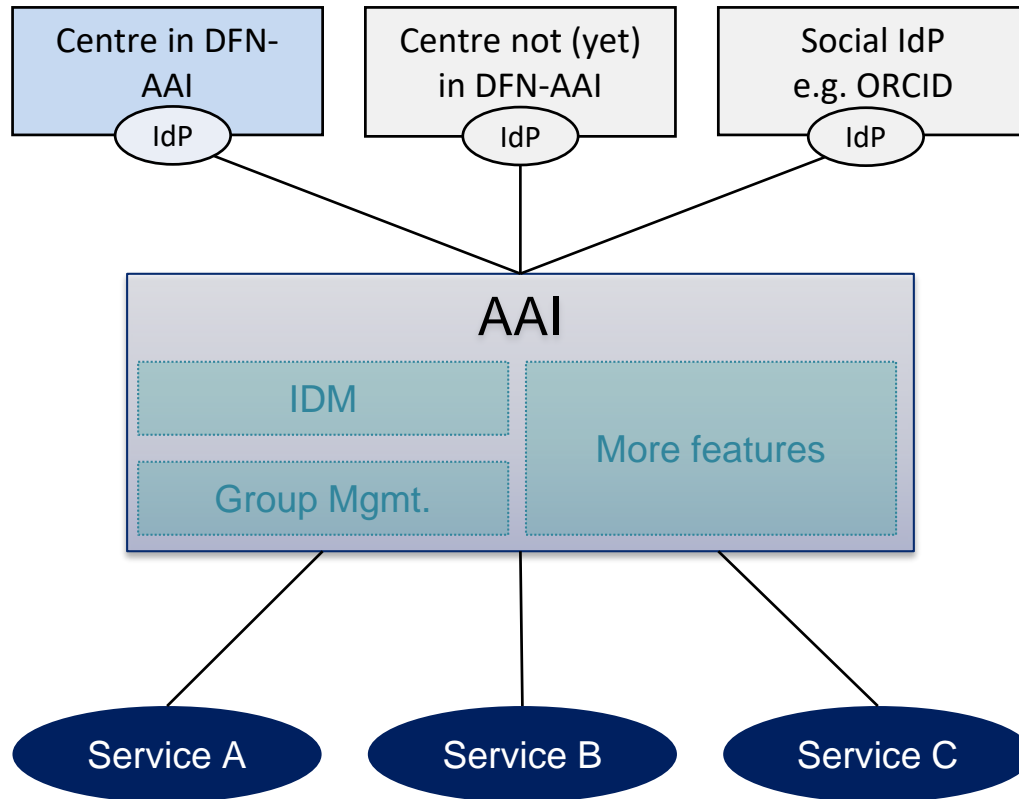 Centre in DFN-
AAI
IdP
Centre not (yet)
in DFN-AAI
IdP
Social IdP
e.g. ORCID
IdP
AAI
IDM
Group Mgmt.
More features
Service A
Service B
Service C